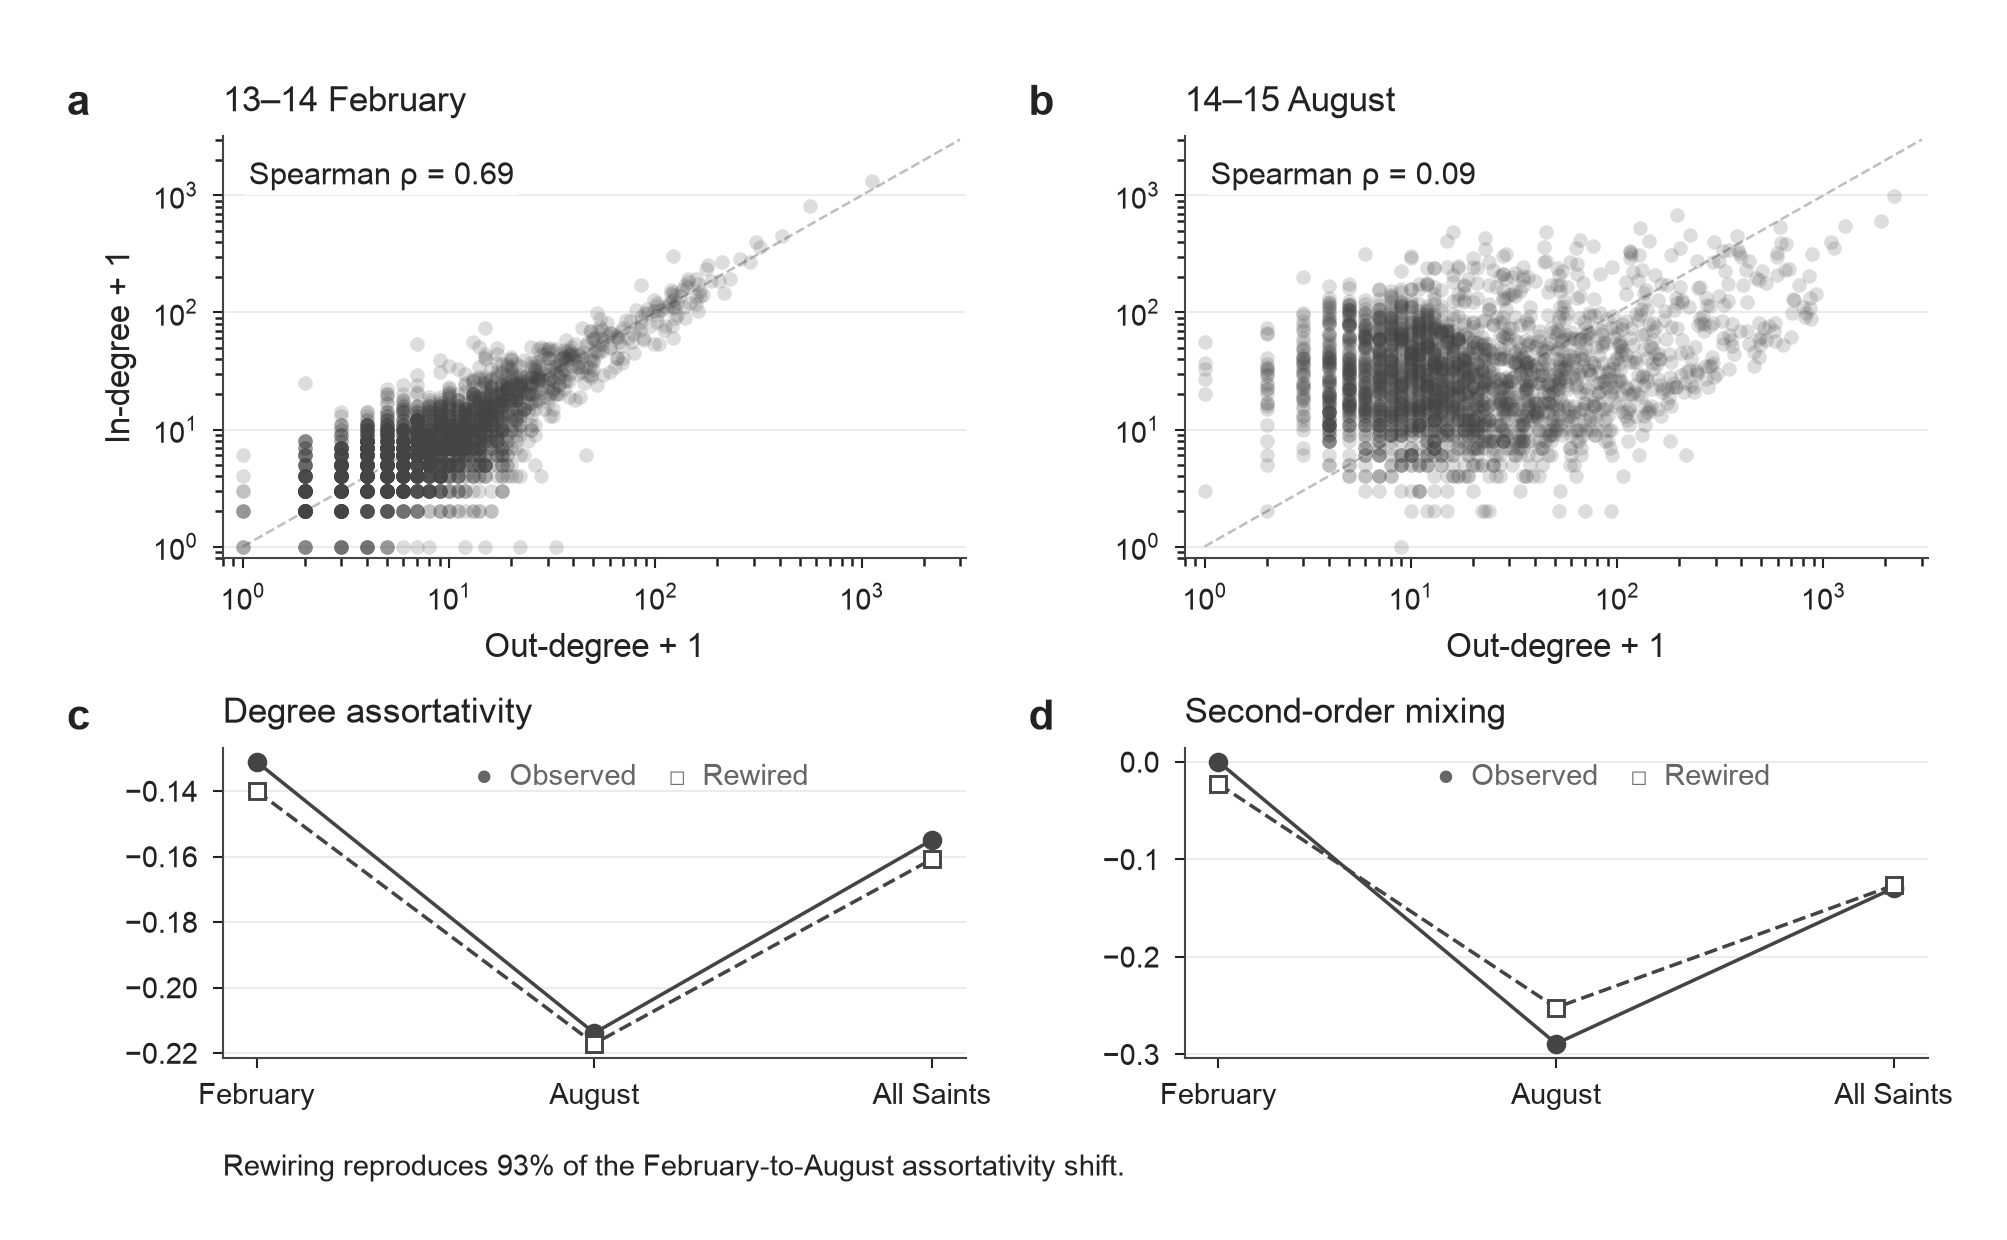 a
13–14 February
Spearman ρ = 0.69
In-degree + 1
10³
10²
10¹
10⁰
10⁰ 10¹ 10² 10³
Out-degree + 1
b
14–15 August
Spearman ρ = 0.09
10³
10²
10¹
10⁰
10⁰ 10¹ 10² 10³
Out-degree + 1
c
Degree assortativity
Observed Rewired
−0.14
−0.16
−0.18
−0.20
−0.22
February August All Saints
d
Second-order mixing
Observed Rewired
0.0
−0.1
−0.2
−0.3
February August All Saints
Rewiring reproduces 93% of the February-to-August assortativity shift.